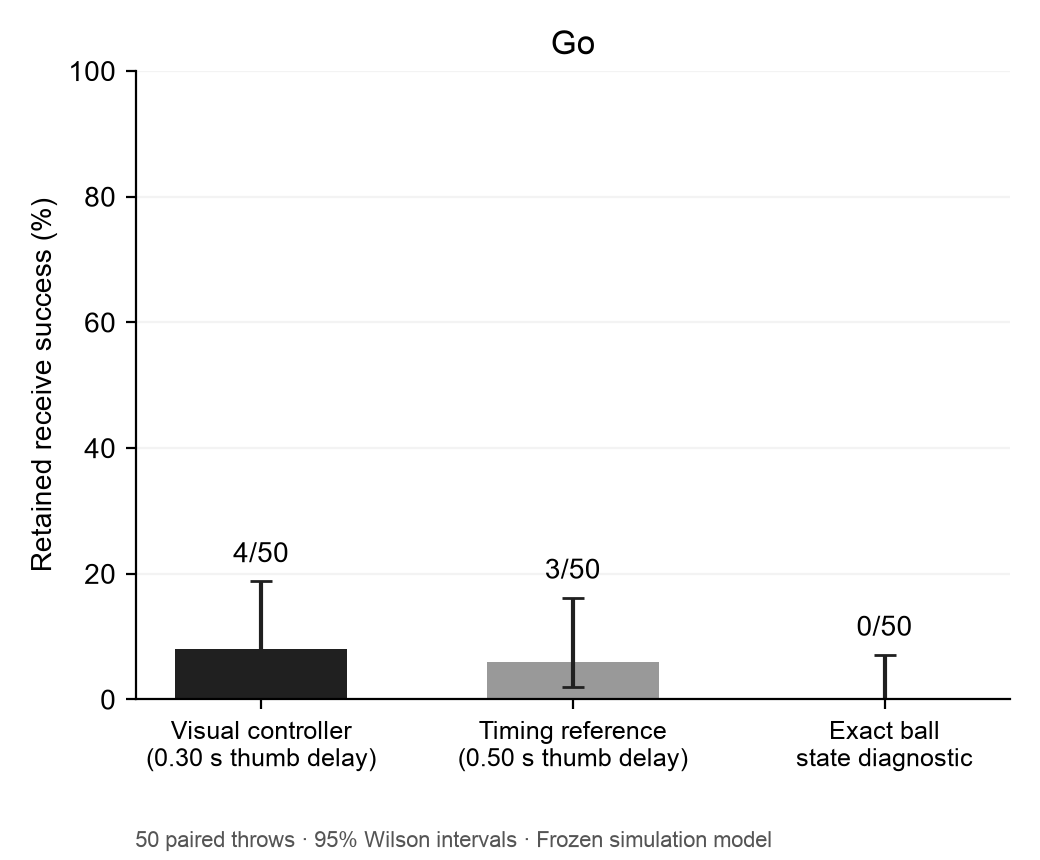 Go
Retained receive success (%)
100
80
60
40
20
0
4/50
3/50
0/50
Visual controller
(0.30 s thumb delay)
Timing reference
(0.50 s thumb delay)
Exact ball
state diagnostic
50 paired throws · 95% Wilson intervals · Frozen simulation model